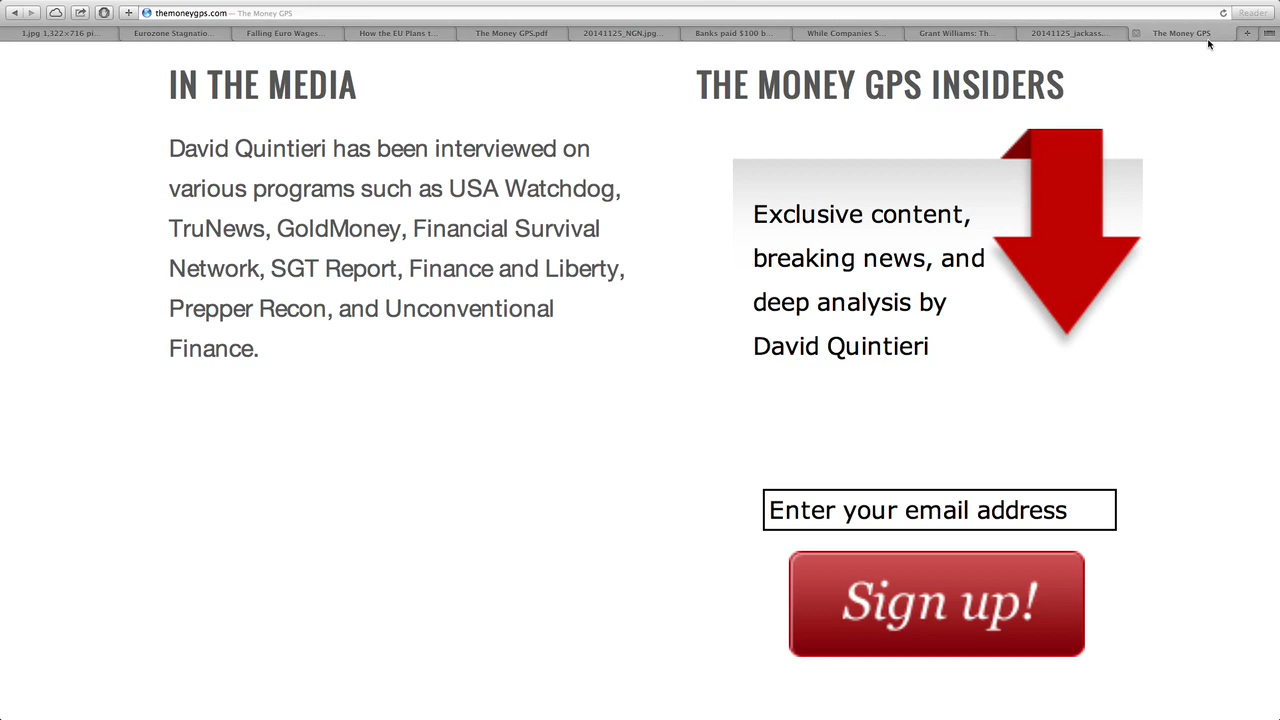 themoneygps.com — The Money GPS
Reader
1.jpg 1,322×716 pi...
Eurozone Stagnatio...
Falling Euro Wages...
How the EU Plans t...
The Money GPS.pdf
20141125_NGN.jpg...
Banks paid $100 b...
While Companies S...
Grant Williams: Th...
20141125_jackass....
The Money GPS
IN THE MEDIA
David Quintieri has been interviewed on
various programs such as USA Watchdog,
TruNews, GoldMoney, Financial Survival
Network, SGT Report, Finance and Liberty,
Prepper Recon, and Unconventional
Finance.
THE MONEY GPS INSIDERS
Exclusive content,
breaking news, and
deep analysis by
David Quintieri
Enter your email address
Sign up!